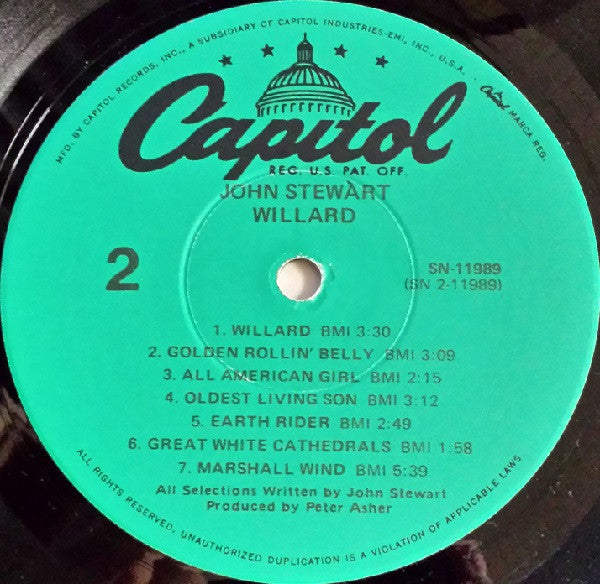 MFD. BY CAPITOL RECORDS, INC., A SUBSIDIARY OF CAPITOL INDUSTRIES-EMI, INC., U.S.A. • Capitol MARCA REG.
Capitol
REG. U.S. PAT. OFF.
JOHN STEWART
WILLARD
2
SN-11989
(SN 2-11989)
1. WILLARD BMI 3:30
2. GOLDEN ROLLIN' BELLY BMI 3:09
3. ALL AMERICAN GIRL BMI 2:15
4. OLDEST LIVING SON BMI 3:12
5. EARTH RIDER BMI 2:49
6. GREAT WHITE CATHEDRALS BMI 1:58
7. MARSHALL WIND BMI 5:39
All Selections Written by John Stewart
Produced by Peter Asher
ALL RIGHTS RESERVED. UNAUTHORIZED DUPLICATION IS A VIOLATION OF APPLICABLE LAWS